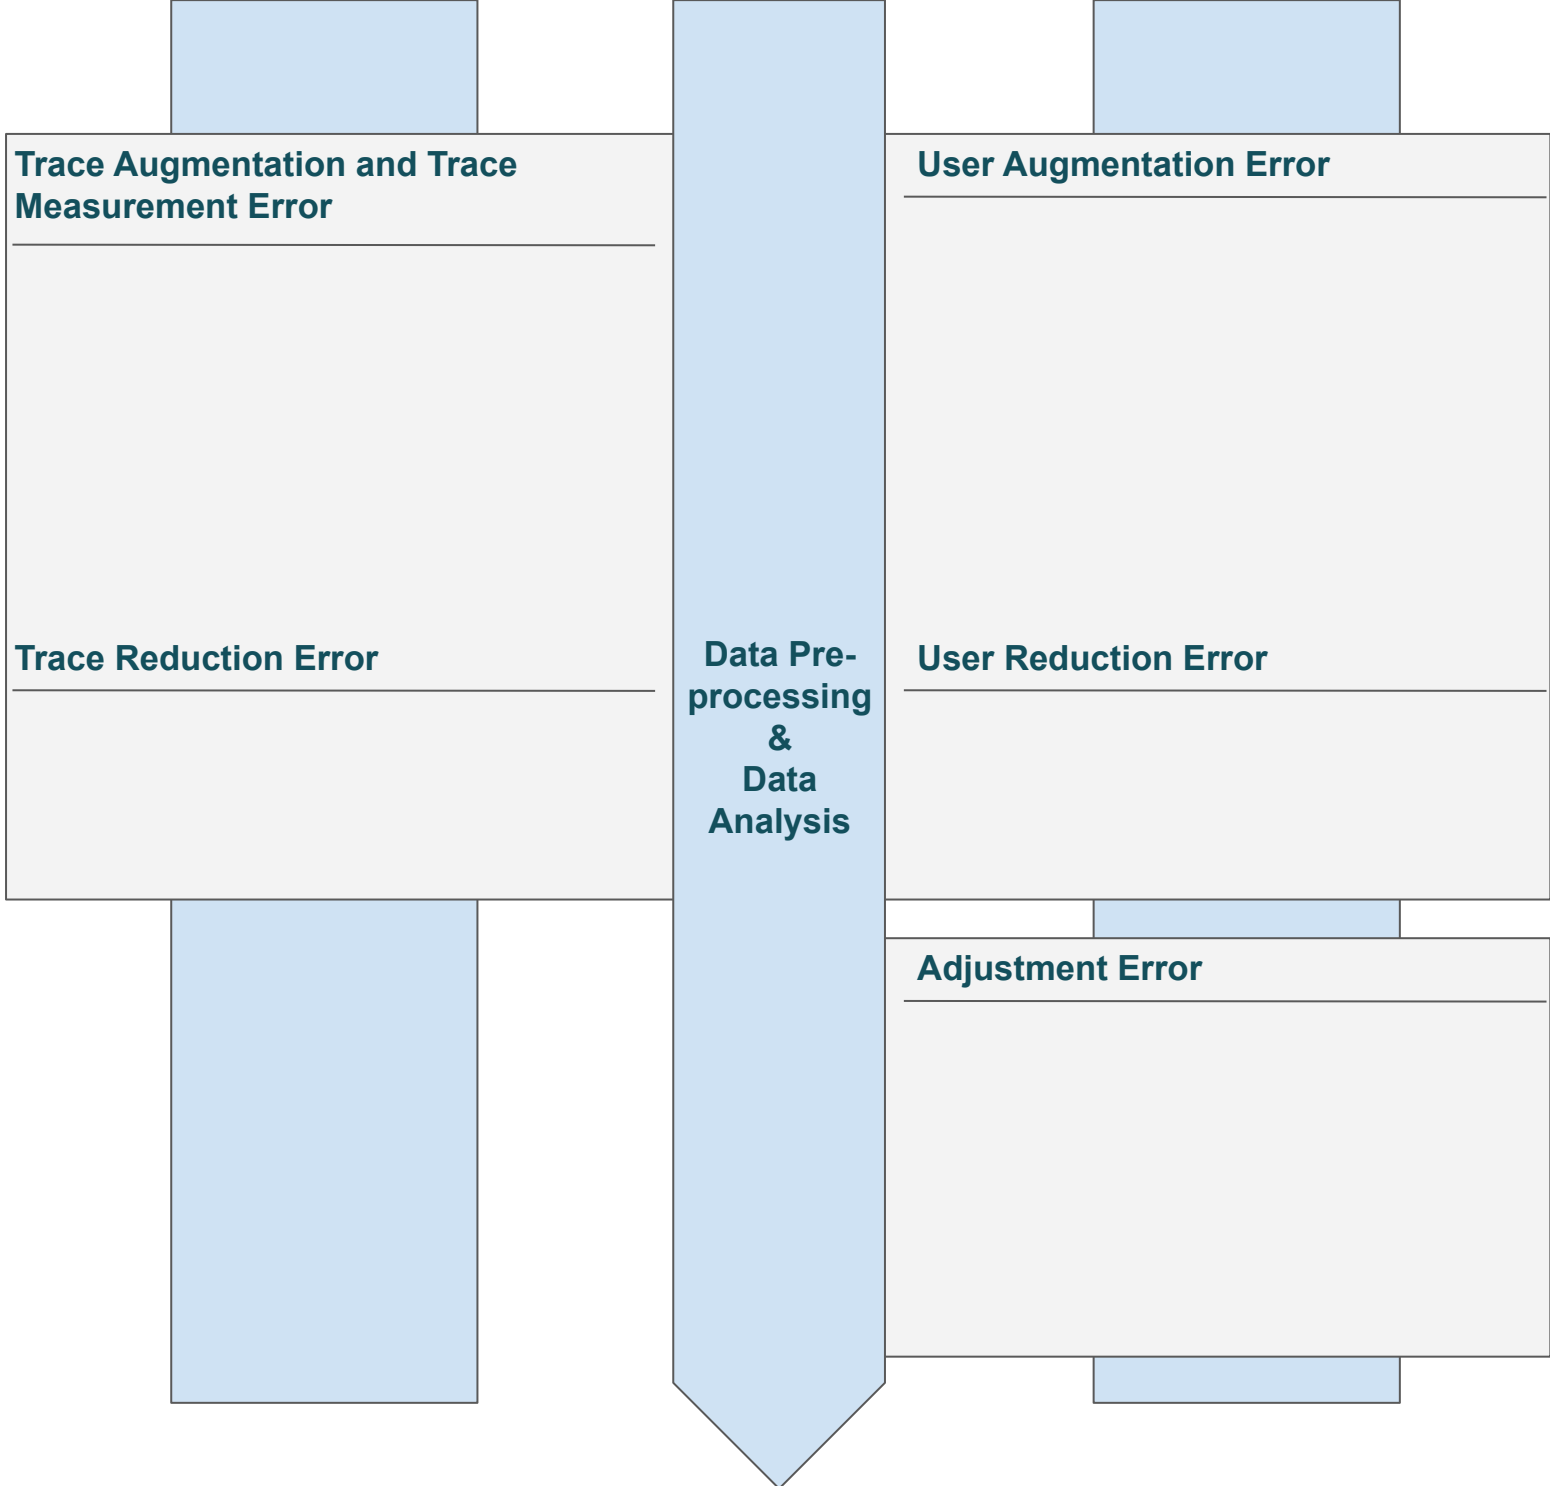 Trace Augmentation and Trace
Measurement Error
User Augmentation Error
Trace Reduction Error
Data Pre-
processing
&
Data
Analysis
User Reduction Error
Adjustment Error